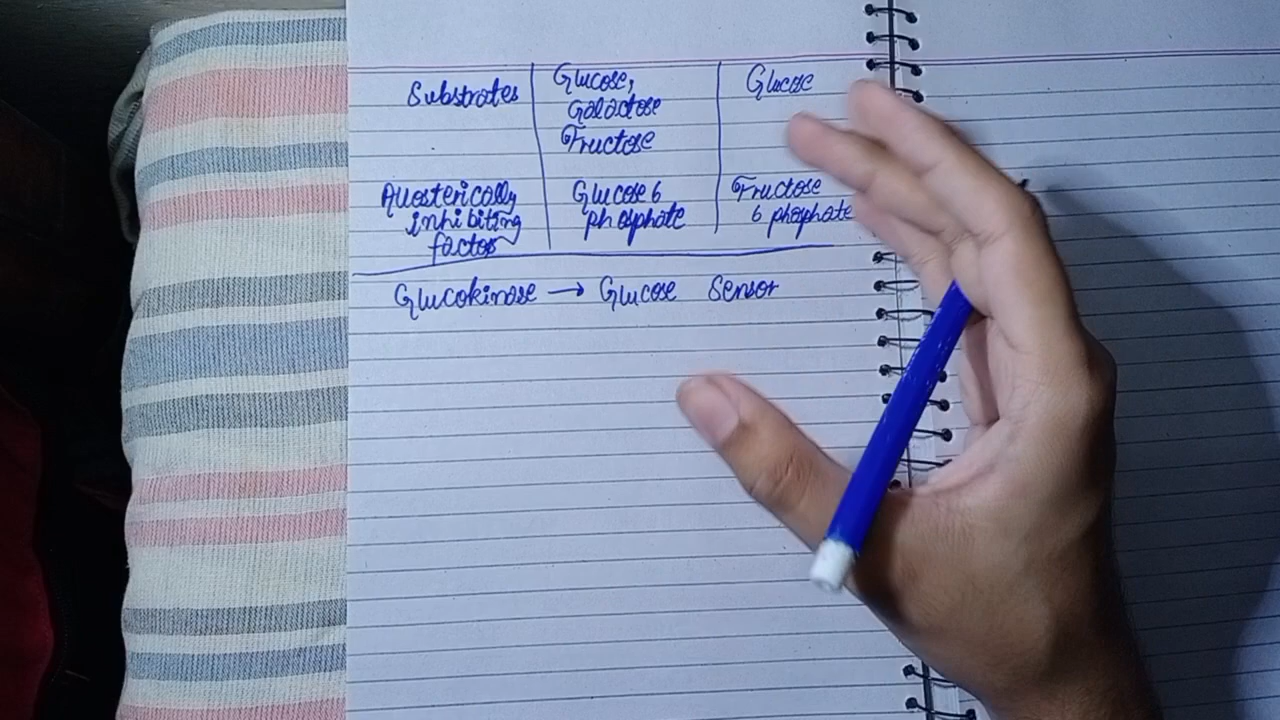 Substrates Glucose, Glucose
Galactose
Fructose
Allosterically Glucose 6 Fructose
inhibiting phosphate 6 phosphate
factor
Glucokinase → Glucose Sensor